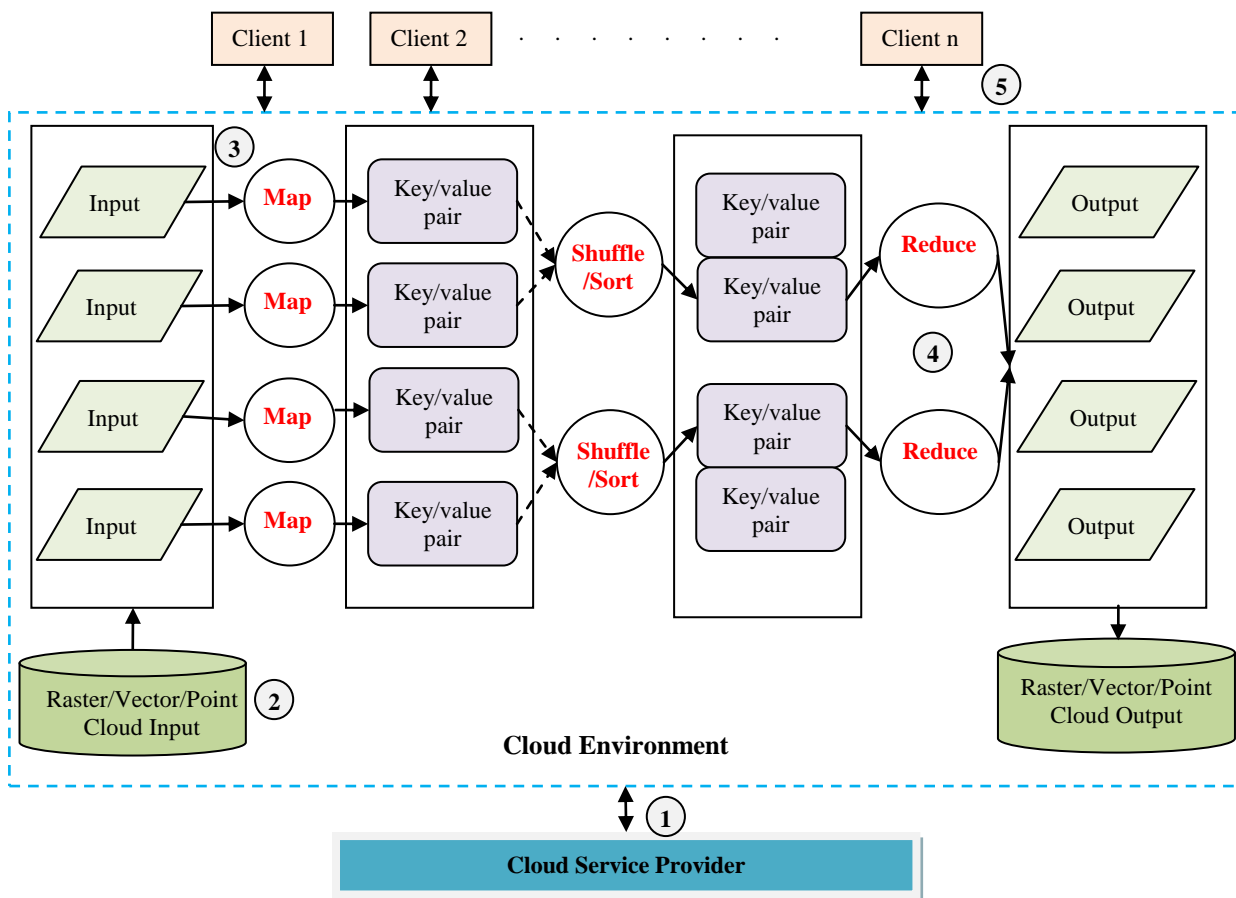 Client 1
Client 2
. . . . . . . .
Client n
5
3
Input
Map
Key/value
pair
Input
Map
Key/value
pair
Input
Map
Key/value
pair
Input
Map
Key/value
pair
Shuffle
/Sort
Shuffle
/Sort
Key/value
pair
Key/value
pair
Key/value
pair
Key/value
pair
Reduce
4
Reduce
Output
Output
Output
Output
Raster/Vector/Point
Cloud Input
2
Raster/Vector/Point
Cloud Output
Cloud Environment
1
Cloud Service Provider